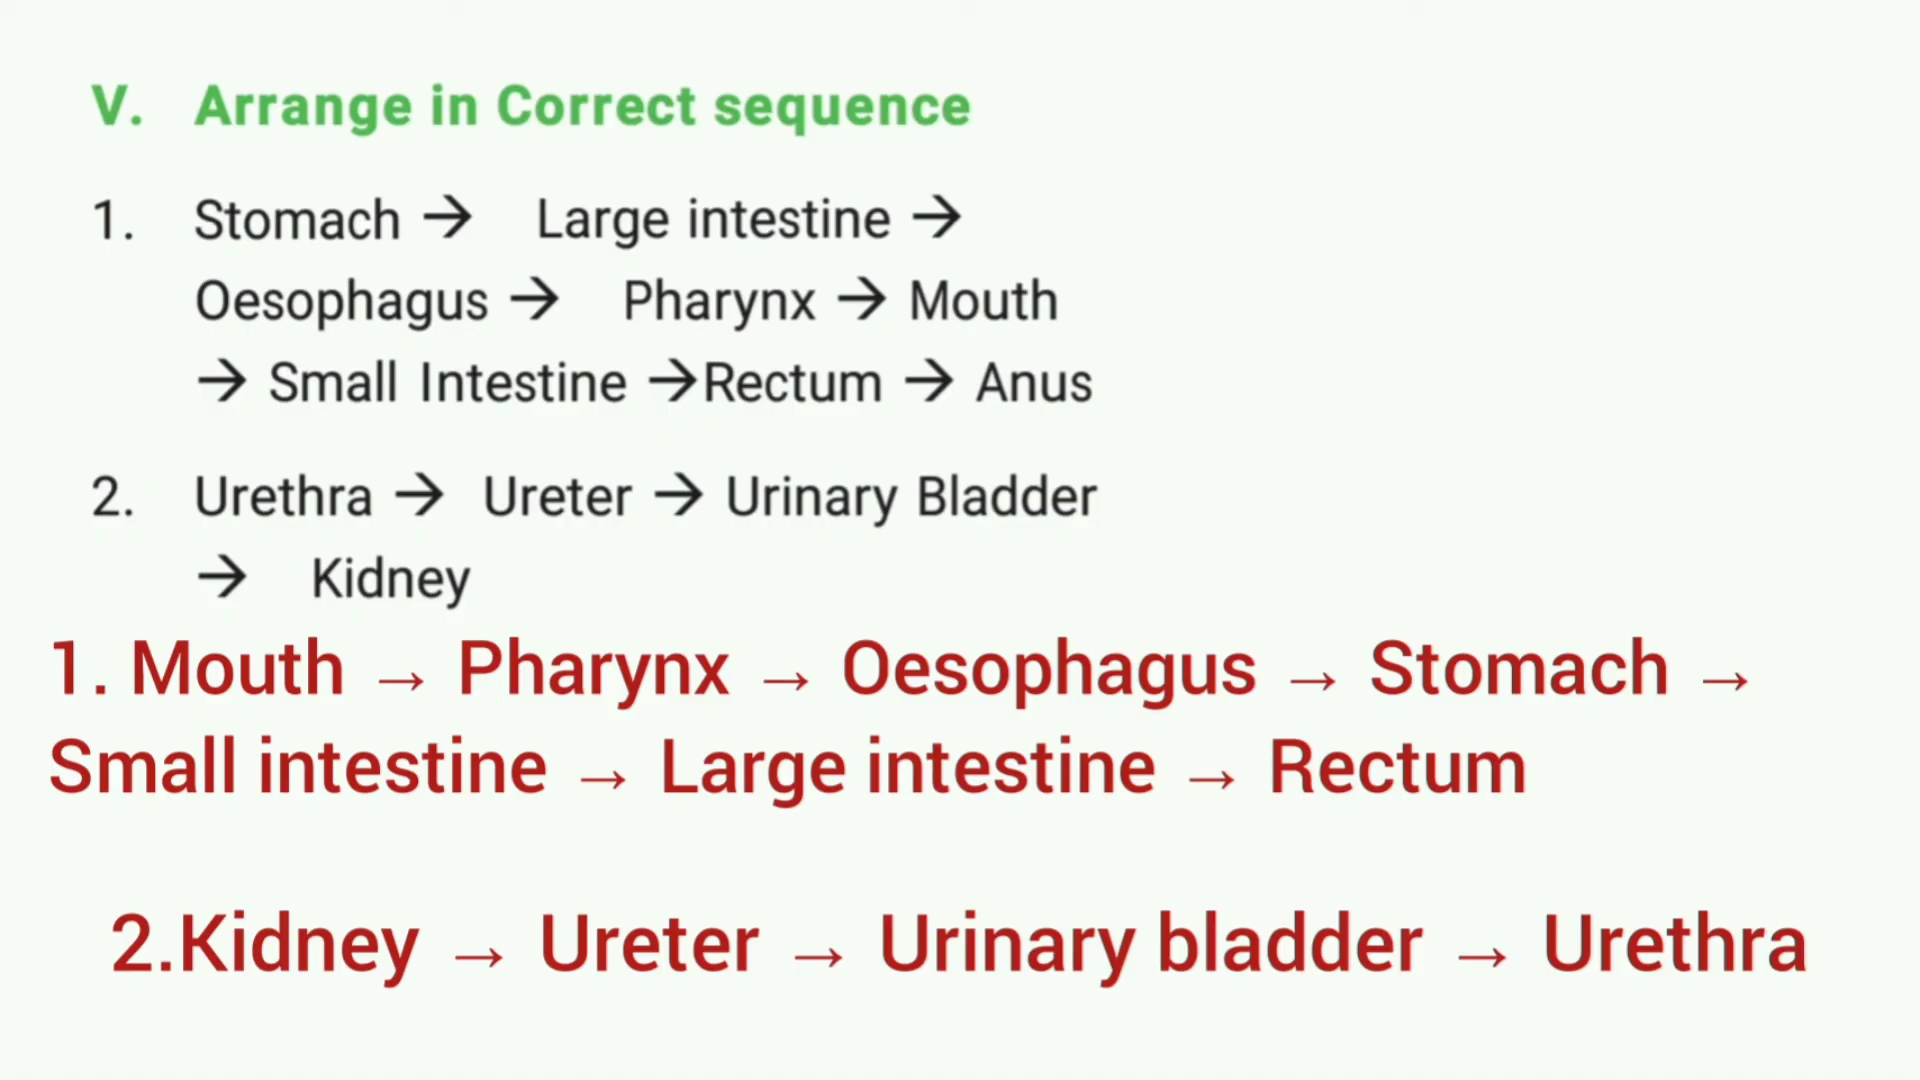 V. Arrange in Correct sequence
1. Stomach → Large intestine →
Oesophagus → Pharynx → Mouth
→ Small Intestine →Rectum → Anus
2. Urethra → Ureter → Urinary Bladder
→ Kidney
1. Mouth → Pharynx → Oesophagus → Stomach →
Small intestine → Large intestine → Rectum
2.Kidney → Ureter → Urinary bladder → Urethra